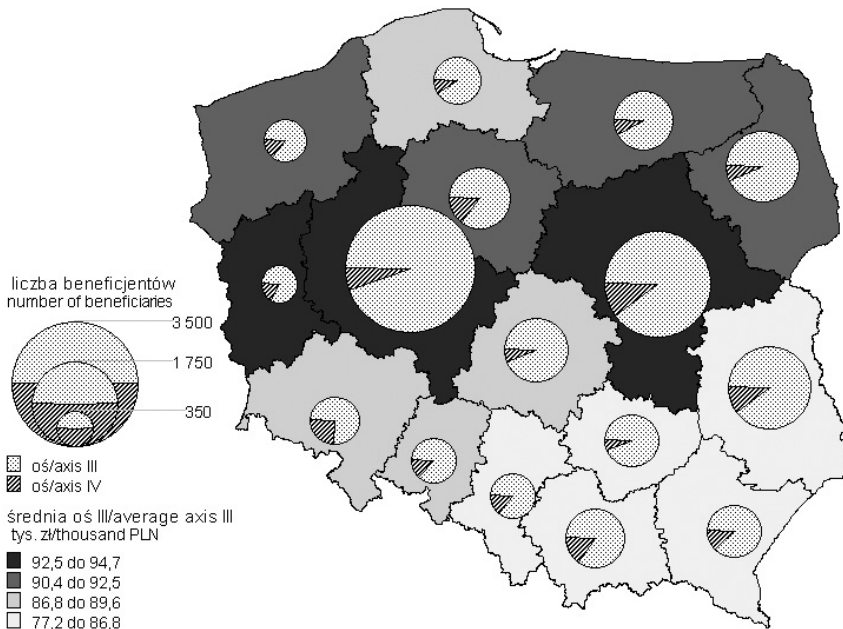 liczba beneficjentów
number of beneficiaries
3 500
1 750
350
oś/axis III
oś/axis IV
średnia oś III/average axis III
tys. zł/thousand PLN
92,5 do 94,7
90,4 do 92,5
86,8 do 89,6
77,2 do 86,8